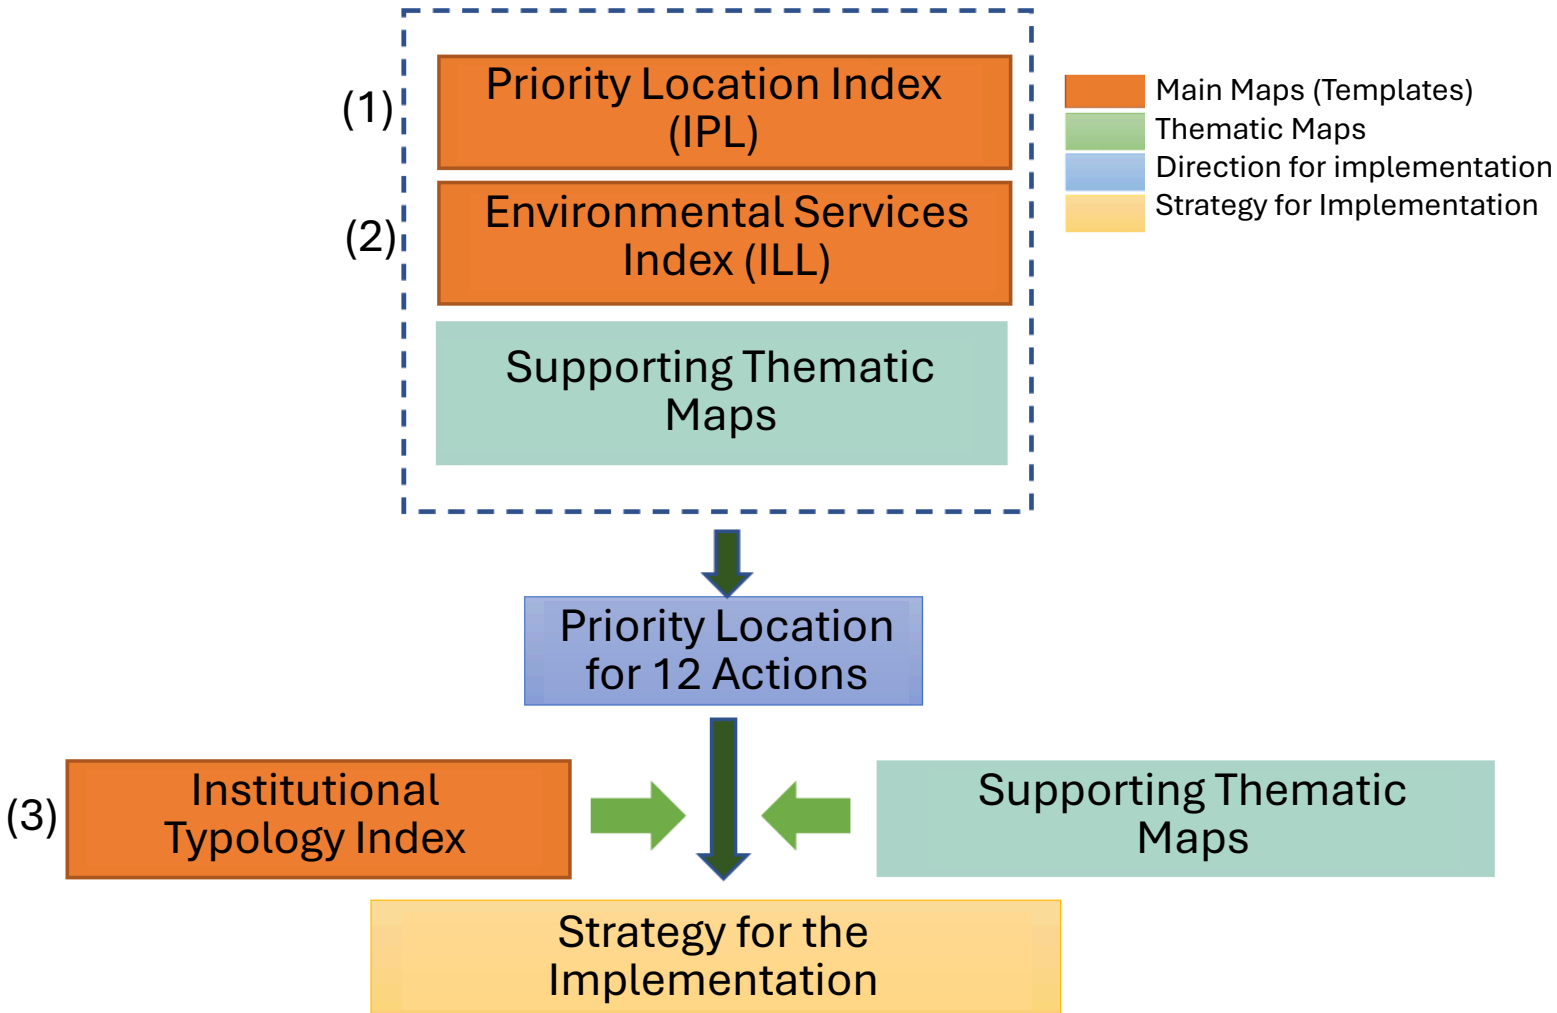 (1)
Priority Location Index
(IPL)
Main Maps (Templates)
Thematic Maps
Direction for implementation
Strategy for Implementation
(2)
Environmental Services
Index (ILL)
Supporting Thematic
Maps
Priority Location
for 12 Actions
(3)
Institutional
Typology Index
Supporting Thematic
Maps
Strategy for the
Implementation